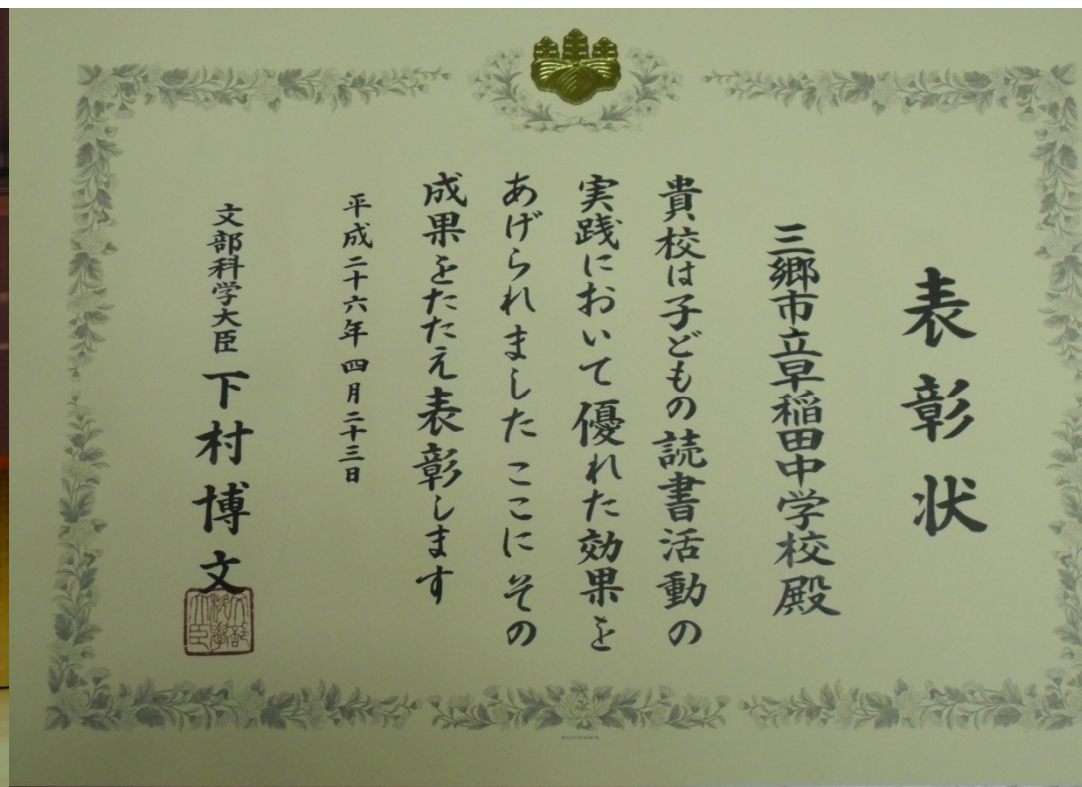 表彰状
三郷市立早稲田中学校殿
貴校は子どもの読書活動の
実践において優れた効果を
あげられました ここにその
成果をたたえ表彰します
平成二十六年四月二十三日
文部科学大臣 下村博文